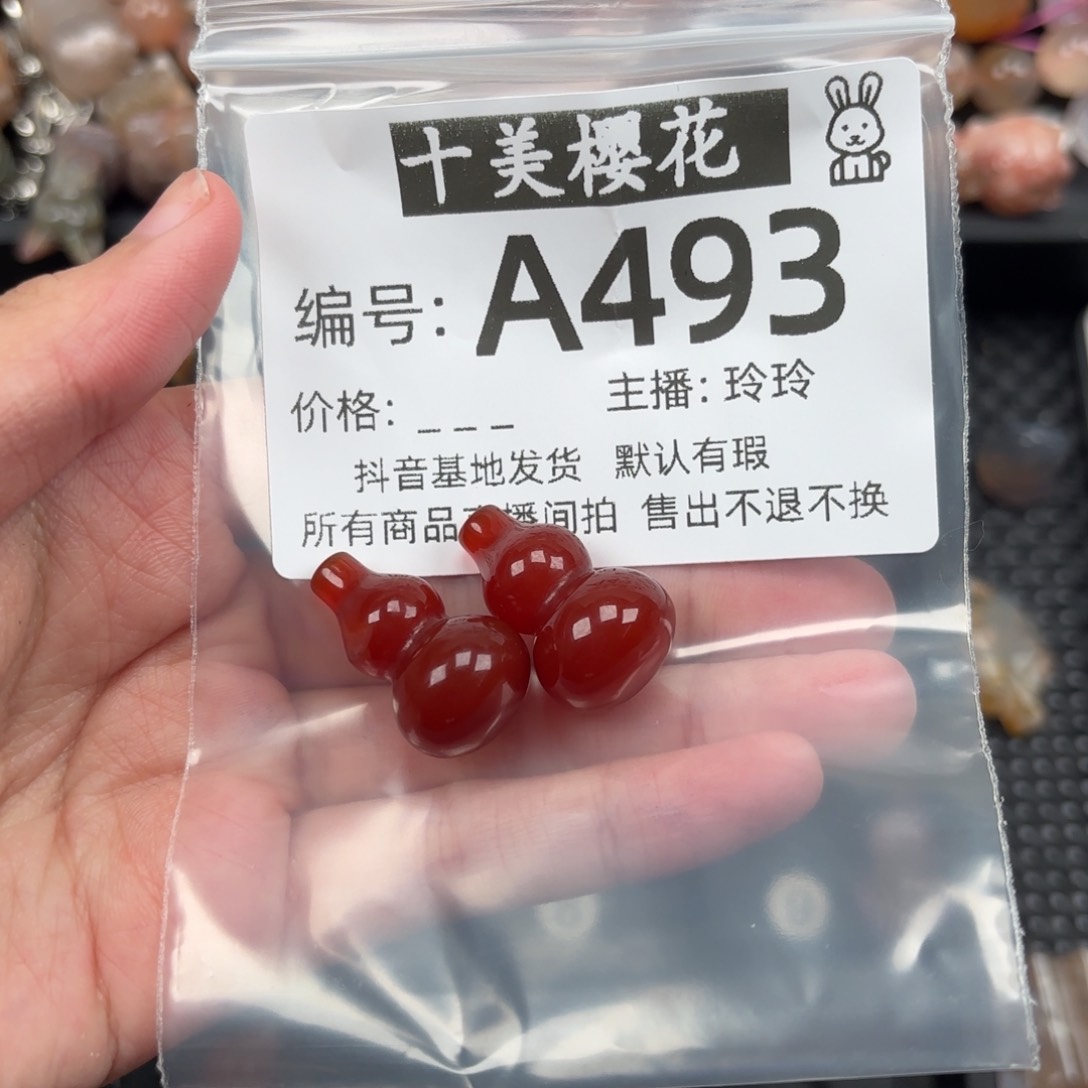 十美樱花
编号: A493
价格: _ _ _ 主播: 玲玲
抖音基地发货 默认有瑕
所有商品直播间拍 售出不退不换